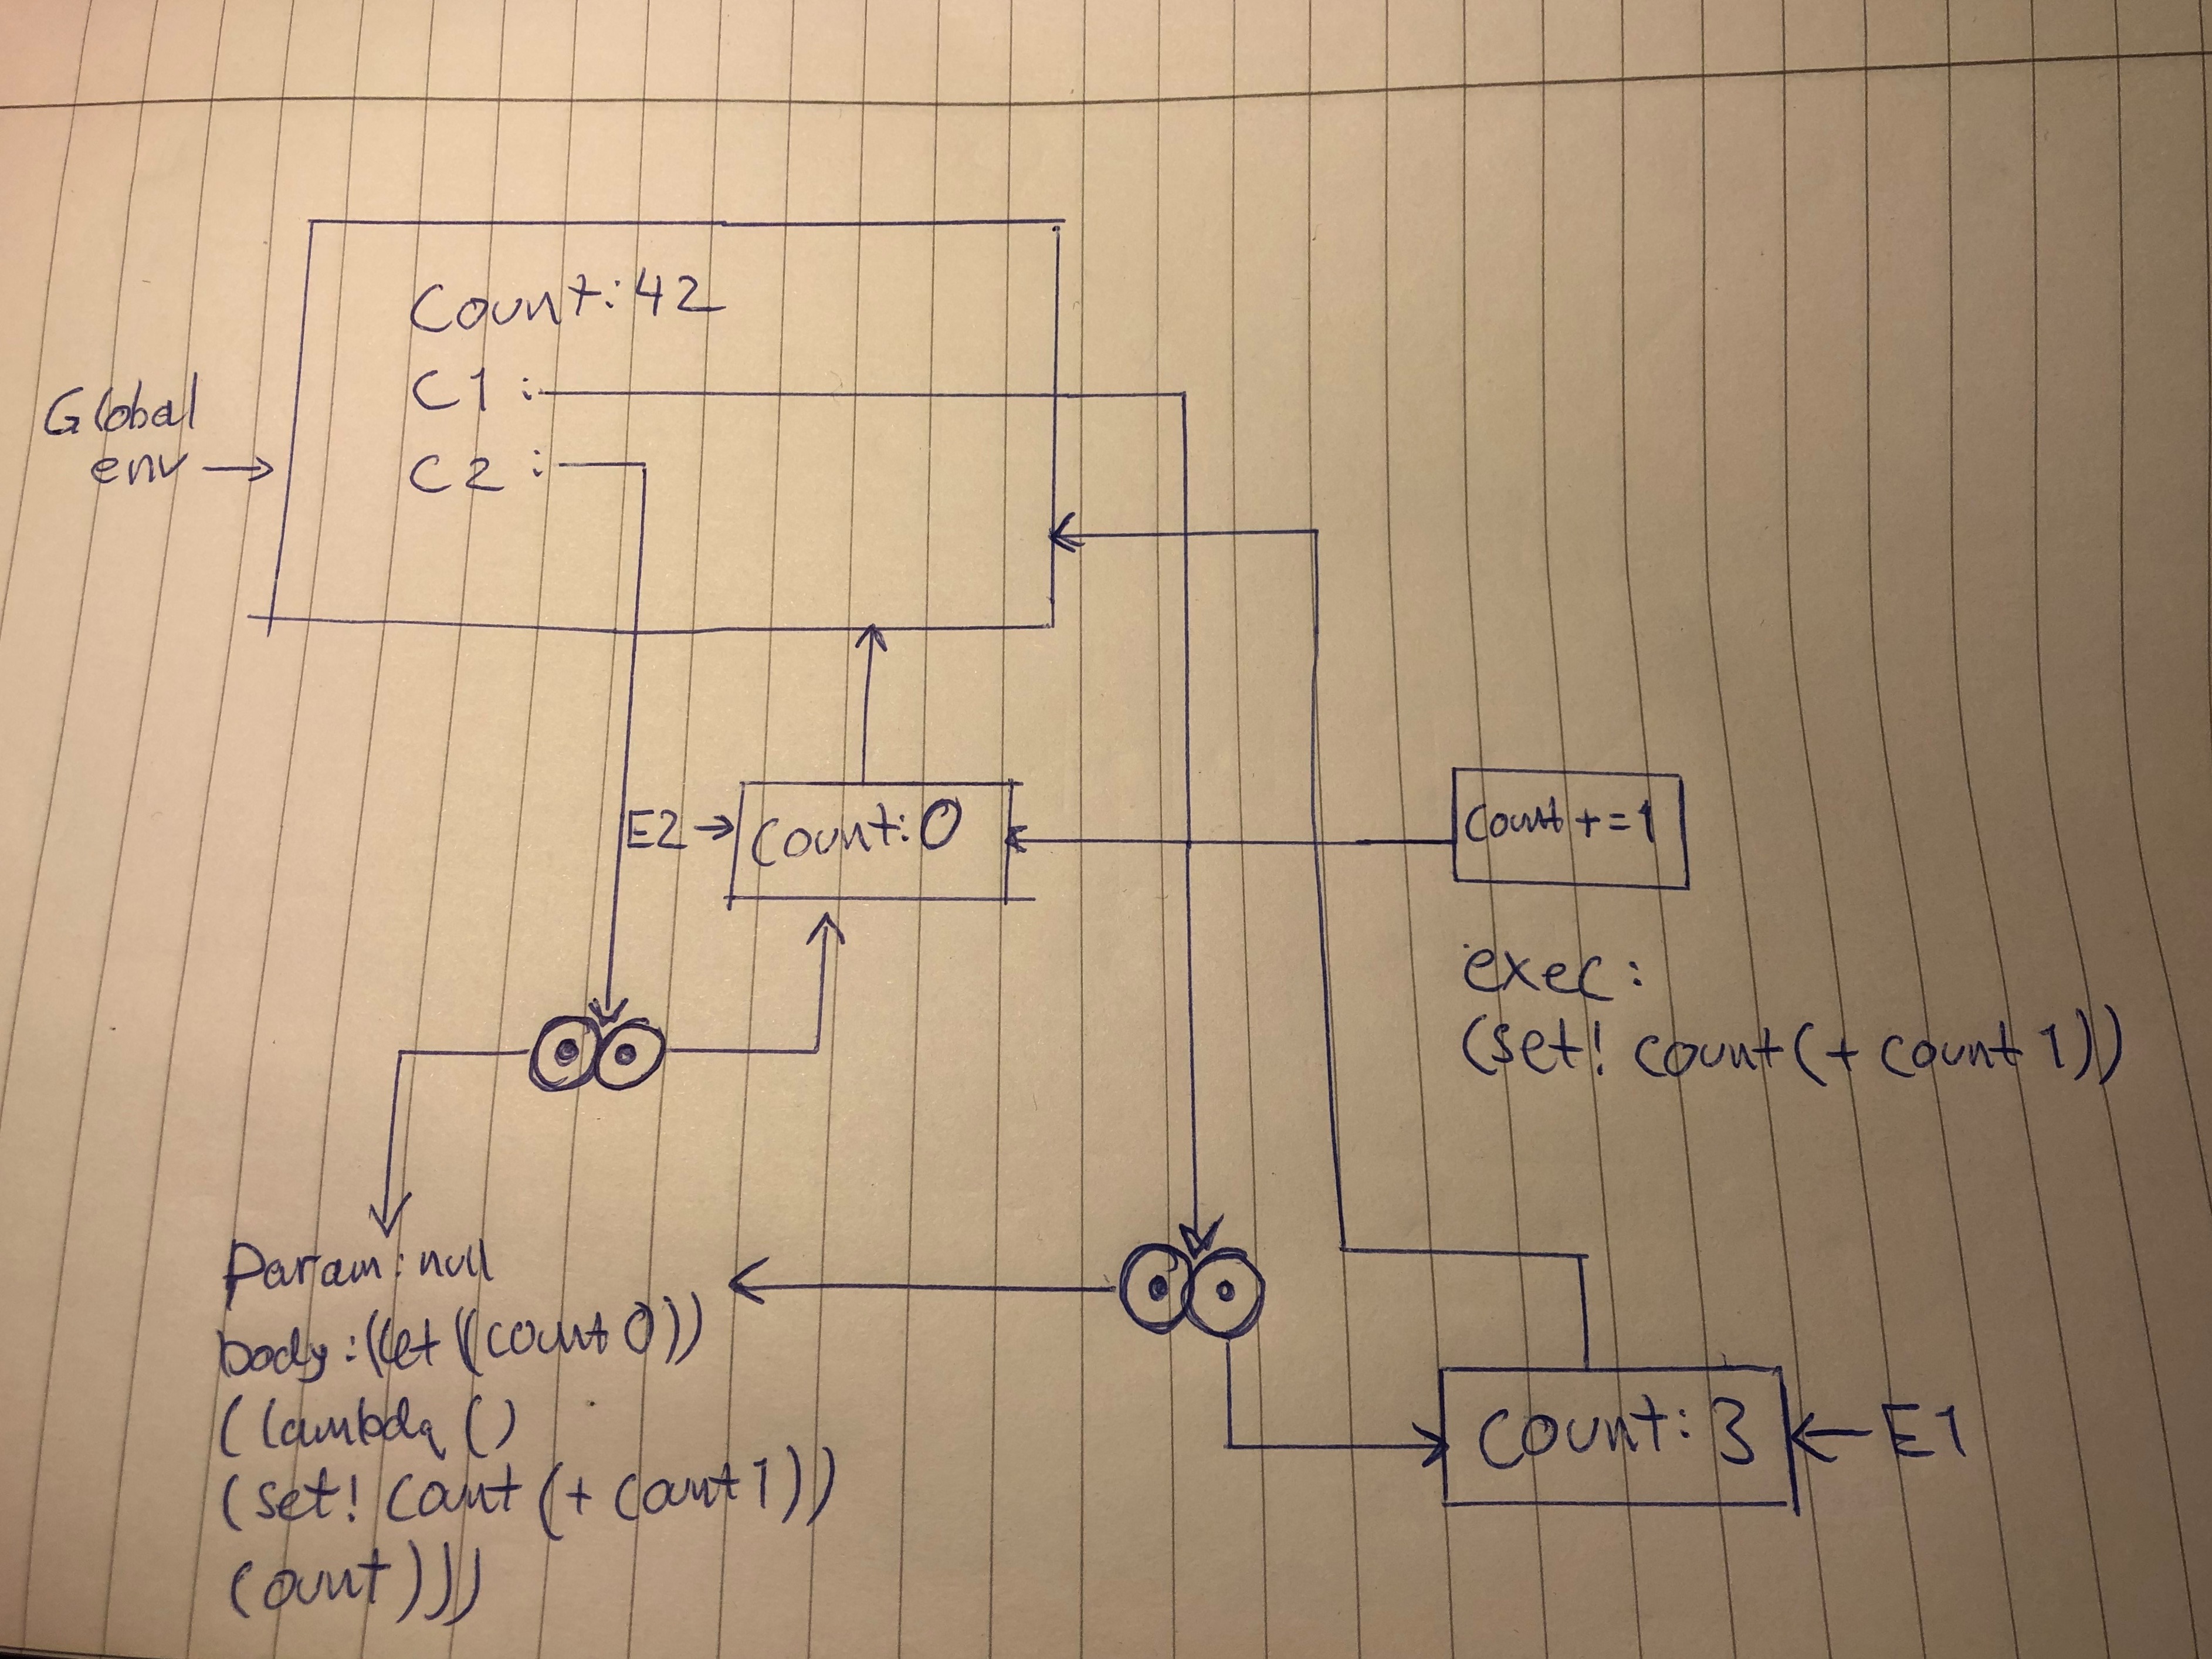 Count: 42
C1 :
C2 :
Global
env →
E2 →
Count: 0
Count += 1
exec:
(set! count (+ count 1))
Param: null
body: (let ((count 0))
(lambda ()
(set! count (+ count 1))
count)))
Count: 3
← E1